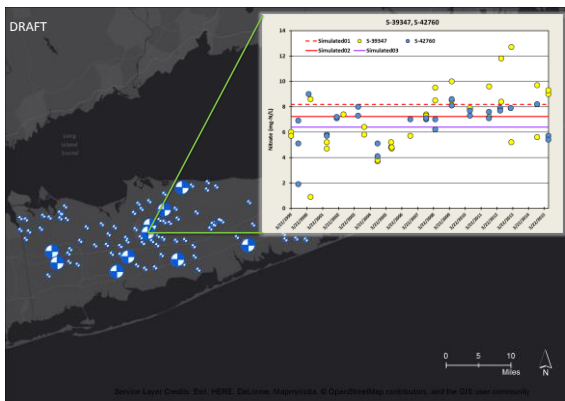 DRAFT
S-39347, S-42760
Simulated01
S-39347
S-42760
Simulated02
Simulated03
Nitrate (mg-N/L)
14
12
10
8
6
4
2
0
Long
Island
Sound
0 5 10
Miles
N
Service Layer Credits: Esri, HERE, DeLorme, MapmyIndia, © OpenStreetMap contributors, and the GIS user community